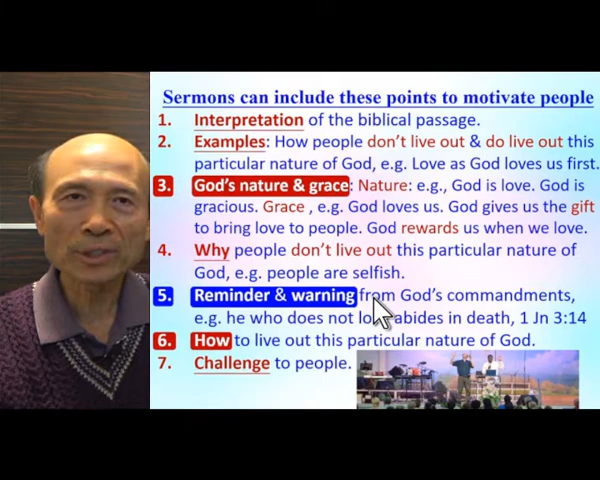 Sermons can include these points to motivate people
1. Interpretation of the biblical passage.
2. Examples: How people don't live out & do live out this
particular nature of God, e.g. Love as God loves us first.
3. God's nature & grace: Nature: e.g., God is love. God is
gracious. Grace , e.g. God loves us. God gives us the gift
to bring love to people. God rewards us when we love.
4. Why people don't live out this particular nature of
God, e.g. people are selfish.
5. Reminder & warning from God's commandments,
e.g. he who does not abides in death, 1 Jn 3:14
6. How to live out this particular nature of God.
7. Challenge to people.